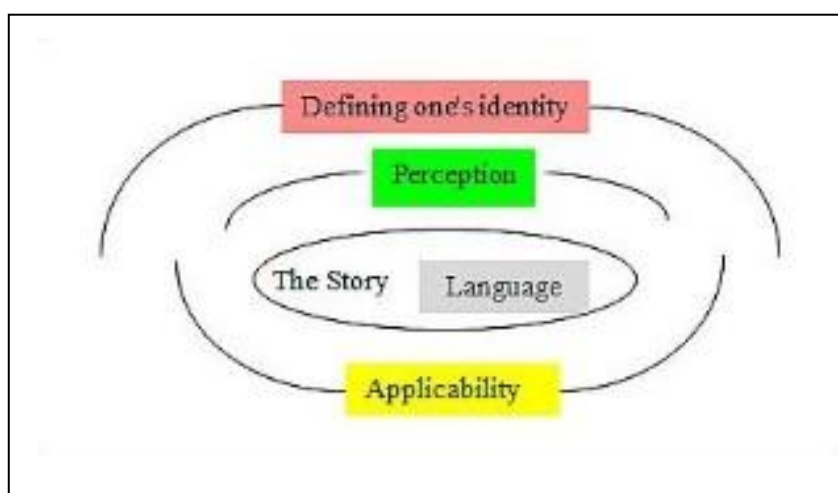 Defining one's identity
Perception
The Story
Language
Applicability